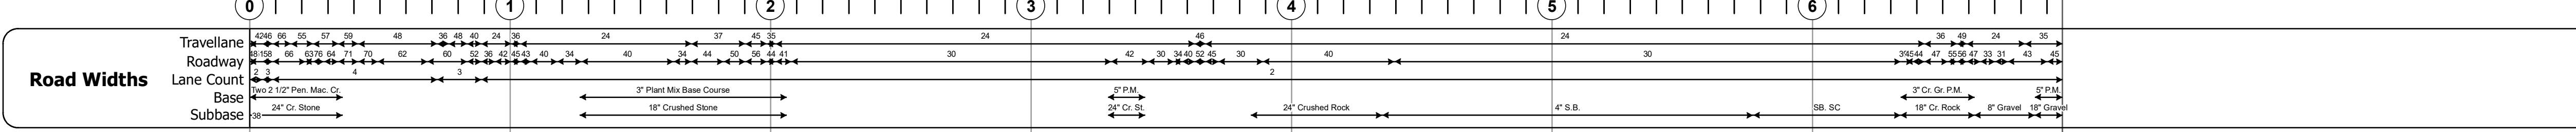 0 1 2 3 4 5 6
Road Widths
Travellane 42 46 66 55 57 59 48 36 48 40 24 36 24 37 45 35 24 46 24 36 49 24 35
Roadway 58 66 63 76 64 71 70 62 60 52 36 42 45 43 40 34 40 34 44 50 56 44 41 30 42 30 34 40 52 45 30 40 30 45 44 47 55 56 47 33 31 43 45
Lane Count 2 3 4 3 2
Base Two 2 1/2" Pen. Mac. Cr. 3" Plant Mix Base Course 5" P.M. 3" Cr. Gr. P.M. 5" P.M.
Subbase 38 24" Cr. Stone 18" Crushed Stone 24" Cr. St. 24" Crushed Rock 4" S.B. SB. SC 18" Cr. Rock 8" Gravel 18" Gravel